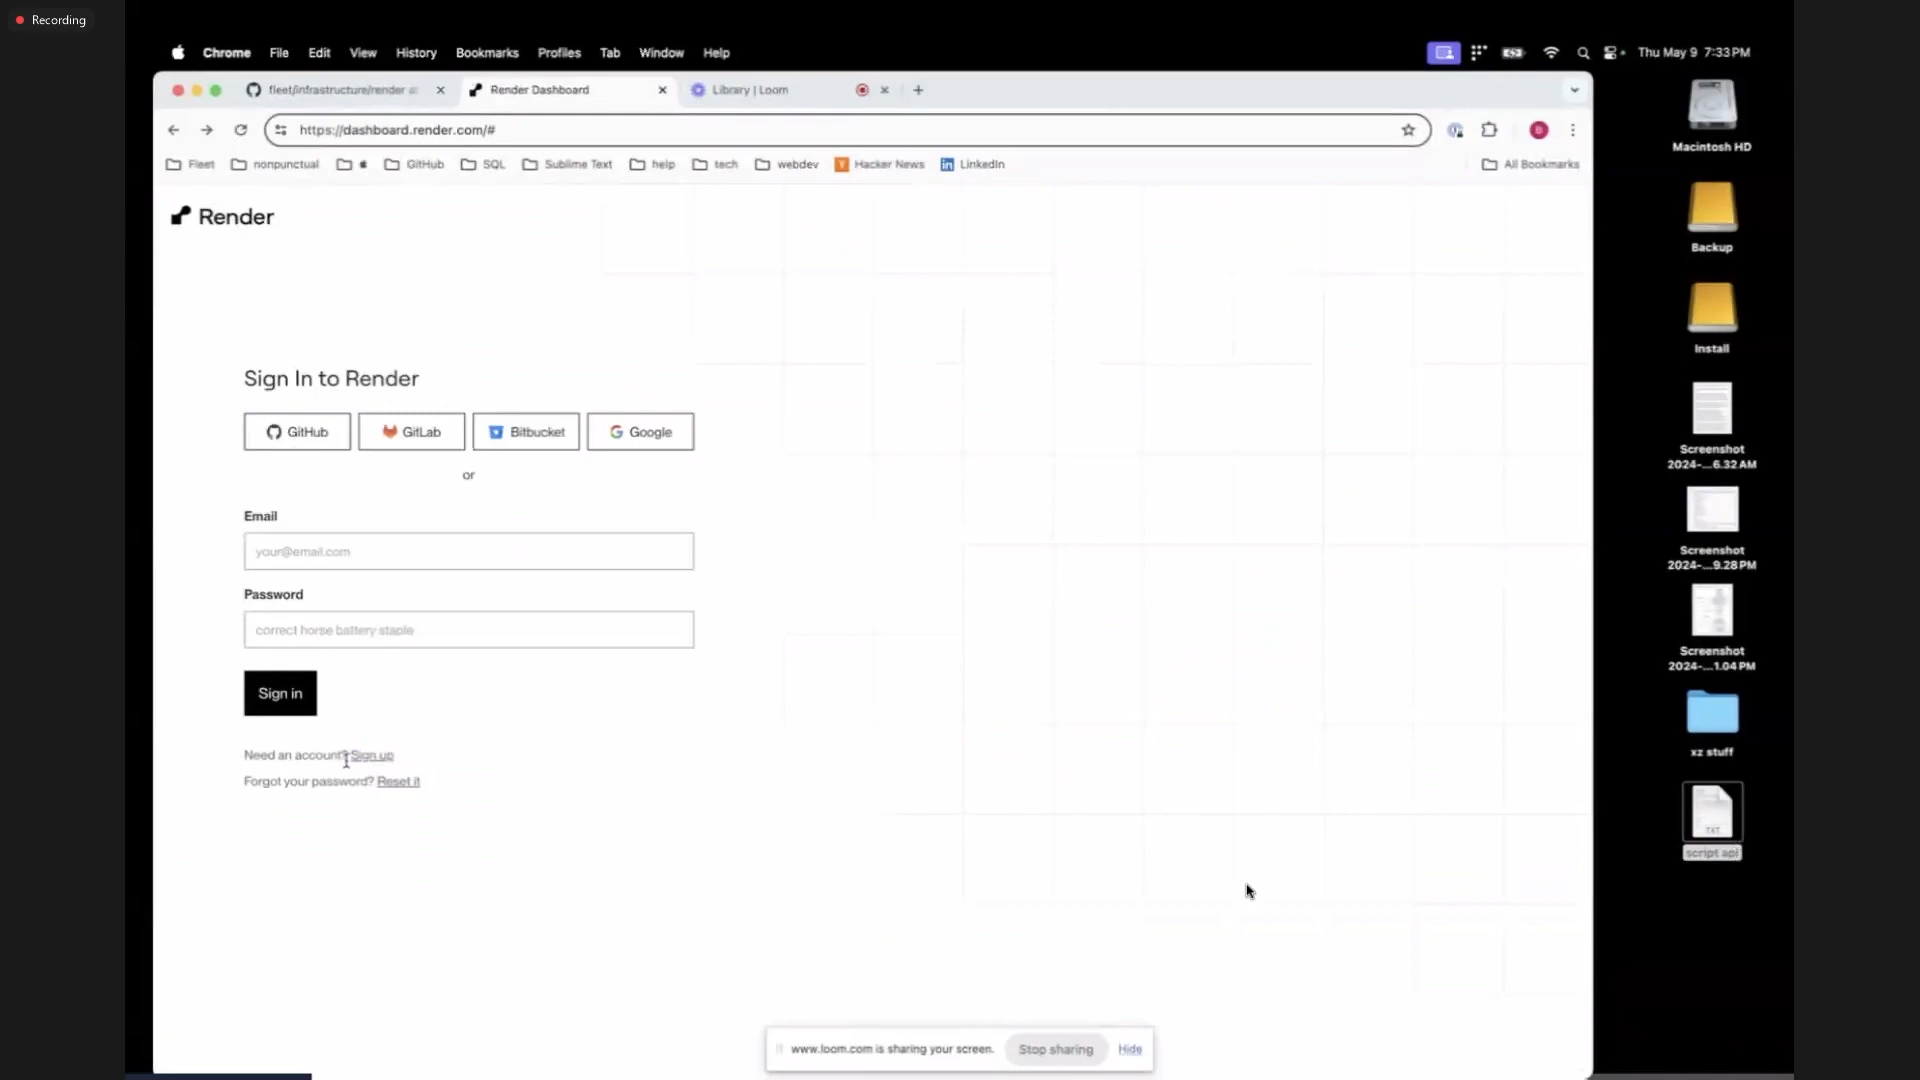 Recording
Chrome File Edit View History Bookmarks Profiles Tab Window Help
Thu May 9 7:33 PM
fleet/infrastructure/render
Render Dashboard
Library | Loom
https://dashboard.render.com/#
Fleet nonpunctual GitHub SQL Sublime Text help tech webdev Hacker News LinkedIn All Bookmarks
Render
Sign In to Render
GitHub GitLab Bitbucket Google
or
Email
your@email.com
Password
correct horse battery staple
Sign in
Need an account? Sign up
Forgot your password? Reset it
www.loom.com is sharing your screen. Stop sharing Hide
Macintosh HD
Backup
Install
Screenshot
2024-...6.32 AM
Screenshot
2024-...9.28 PM
Screenshot
2024-...1.04 PM
xz stuff
TXT
script api